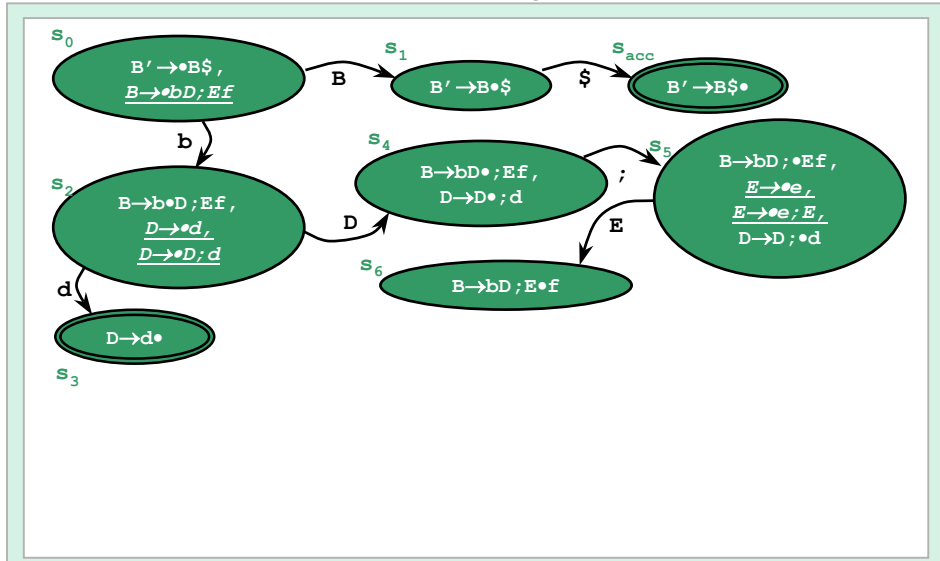 s0
B′→•B$,
B→•bD;Ef
B
s1
B′→B•$
$
sacc
B′→B$•
b
s2
B→b•D;Ef,
D→•d,
D→•D;d
D
s4
B→bD•;Ef,
D→D•;d
;
s5
B→bD;•Ef,
E→•e,
E→•e;E,
D→D;•d
E
s6
B→bD;E•f
d
D→d•
s3